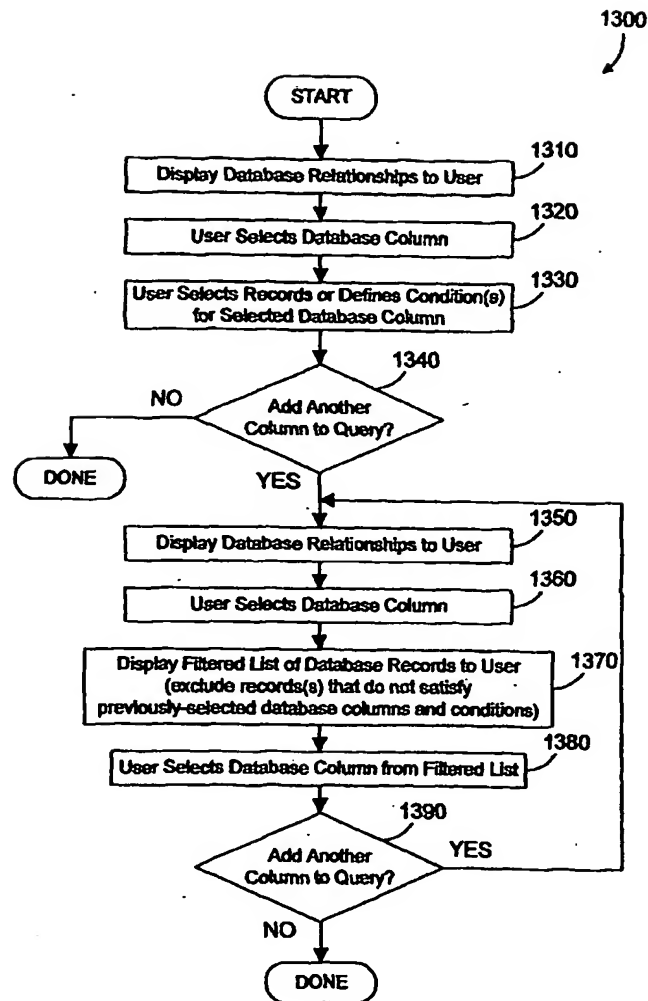 1300
START
1310
Display Database Relationships to User
1320
User Selects Database Column
1330
User Selects Records or Defines Condition(s)
for Selected Database Column
1340
NO
Add Another
Column to Query?
DONE
YES
1350
Display Database Relationships to User
1360
User Selects Database Column
1370
Display Filtered List of Database Records to User
(exclude records(s) that do not satisfy
previously-selected database columns and conditions)
1380
User Selects Database Column from Filtered List
1390
Add Another
Column to Query?
YES
NO
DONE